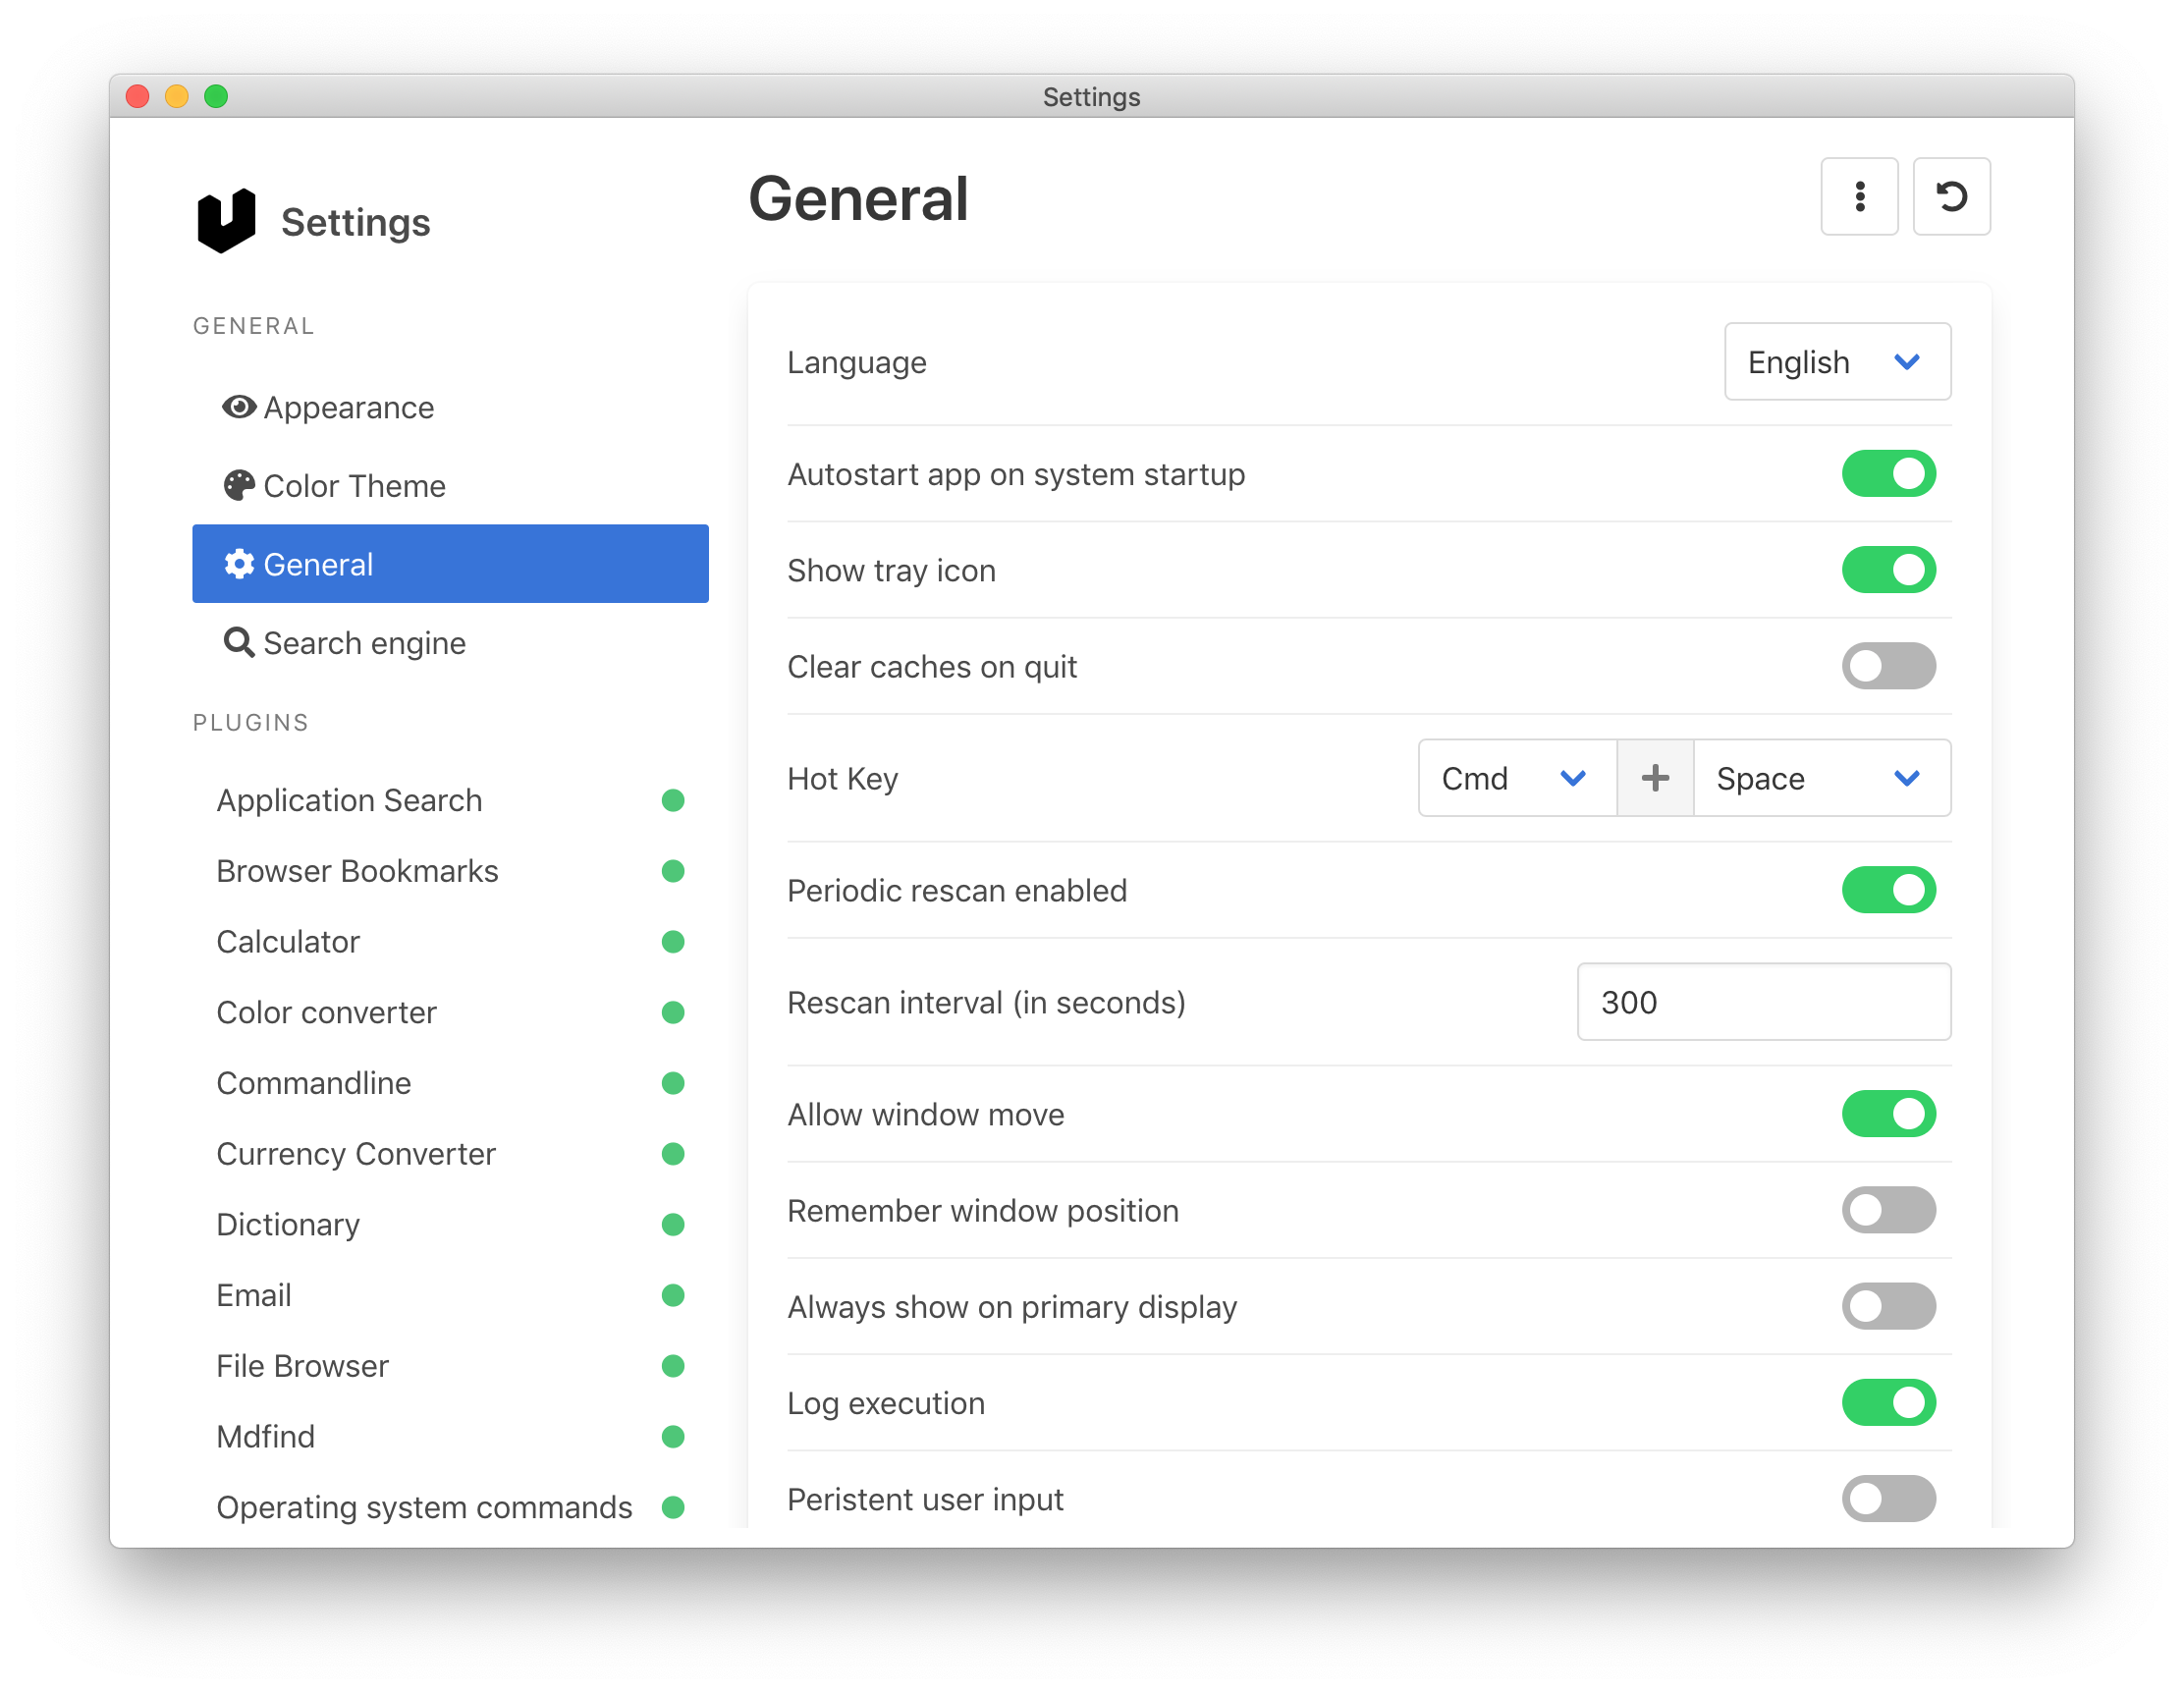 Settings
Settings
GENERAL
Appearance
Color Theme
General
Search engine
PLUGINS
Application Search
Browser Bookmarks
Calculator
Color converter
Commandline
Currency Converter
Dictionary
Email
File Browser
Mdfind
Operating system commands
General
Language English
Autostart app on system startup
Show tray icon
Clear caches on quit
Hot Key Cmd + Space
Periodic rescan enabled
Rescan interval (in seconds) 300
Allow window move
Remember window position
Always show on primary display
Log execution
Peristent user input